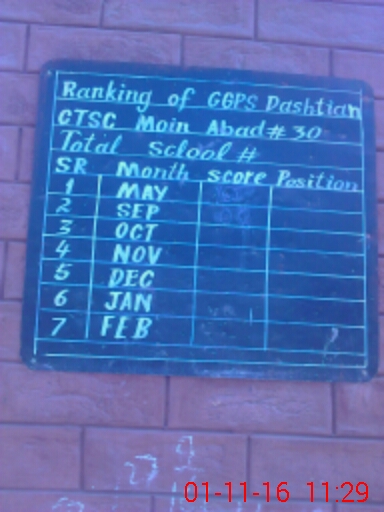 Ranking of GGPS Dashtian
CTSC Moin Abad # 30
Total Sclool #
SR Month score Position
1 MAY
2 SEP
3 OCT
4 NOV
5 DEC
6 JAN
7 FEB
01-11-16 11:29